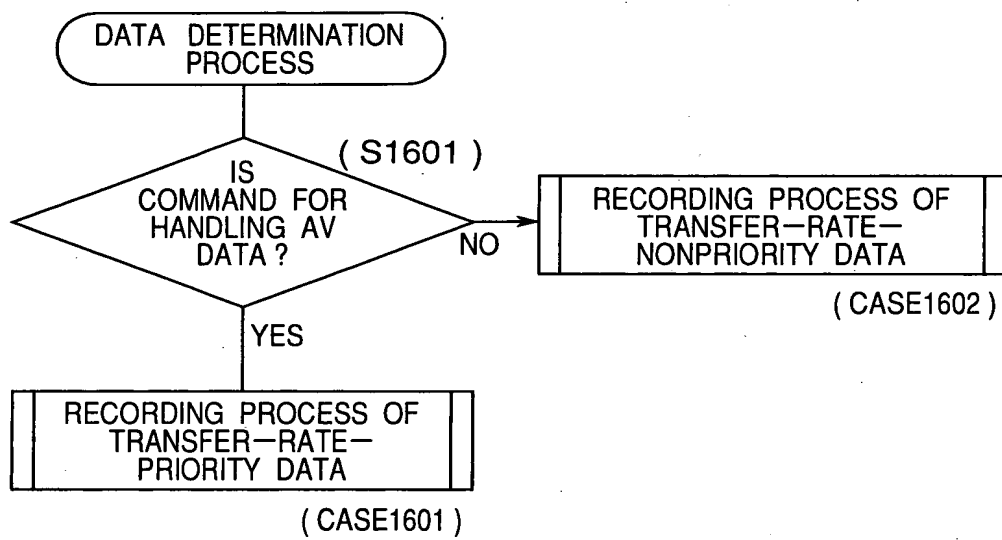 DATA DETERMINATION
PROCESS
(S1601)
IS
COMMAND FOR
HANDLING AV
DATA?
NO
RECORDING PROCESS OF
TRANSFER-RATE-
NONPRIORITY DATA
(CASE1602)
YES
RECORDING PROCESS OF
TRANSFER-RATE-
PRIORITY DATA
(CASE1601)